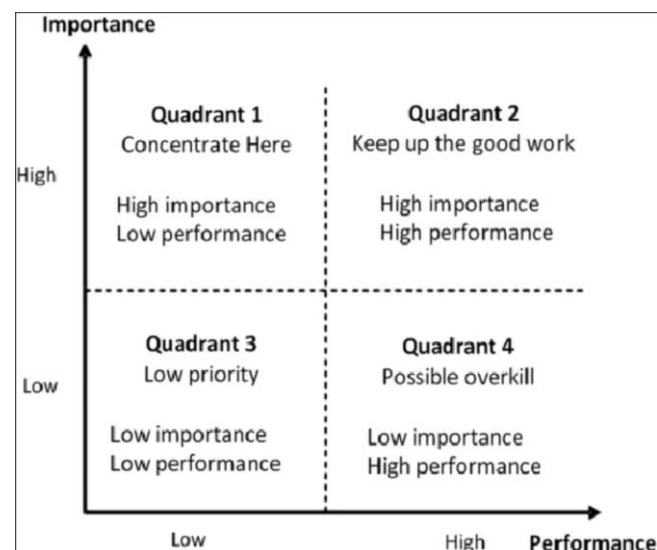 Importance
Quadrant 1
Concentrate Here
High importance
Low performance
Quadrant 2
Keep up the good work
High importance
High performance
High
Quadrant 3
Low priority
Low importance
Low performance
Quadrant 4
Possible overkill
Low importance
High performance
Low
Low
High
Performance